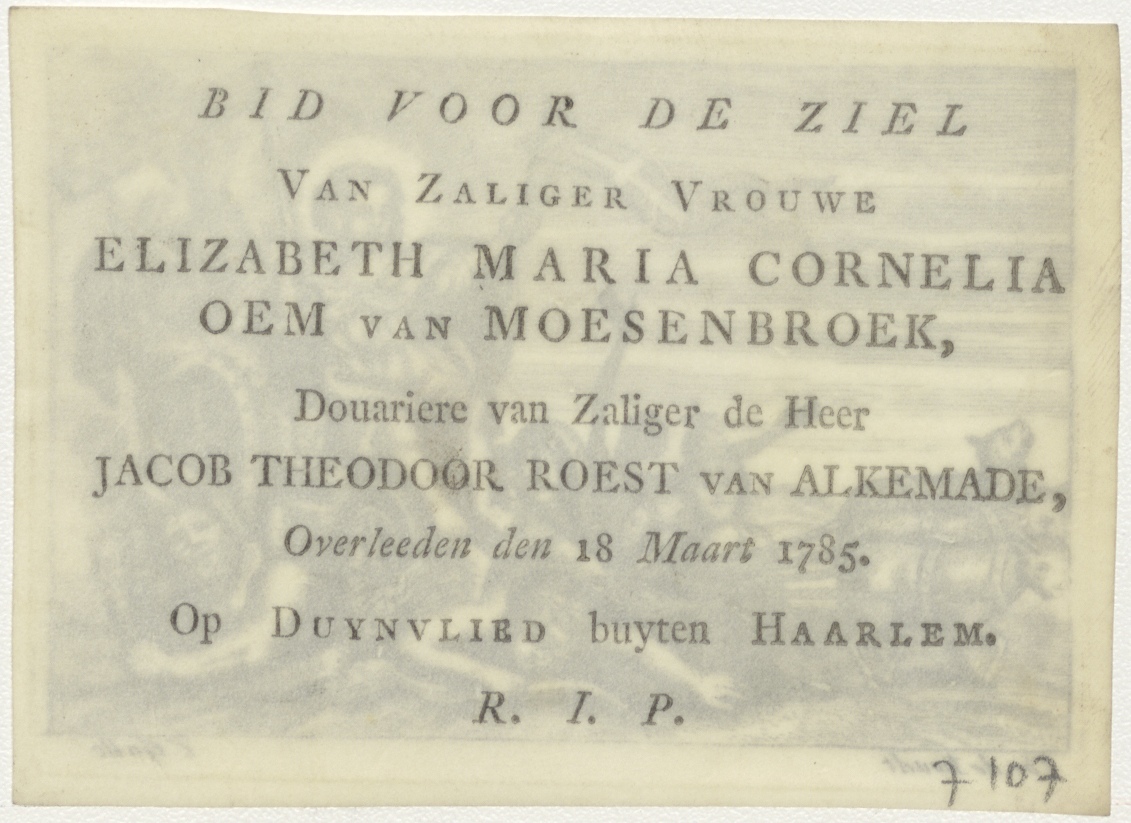 BID VOOR DE ZIEL
VAN ZALIGER VROUWE
ELIZABETH MARIA CORNELIA
OEM VAN MOESENBROEK,
Douariere van Zaliger de Heer
JACOB THEODOOR ROEST VAN ALKEMADE,
Overleeden den 18 Maart 1785.
Op DUYNVLIED buyten HAARLEM.
R. I. P.
7107